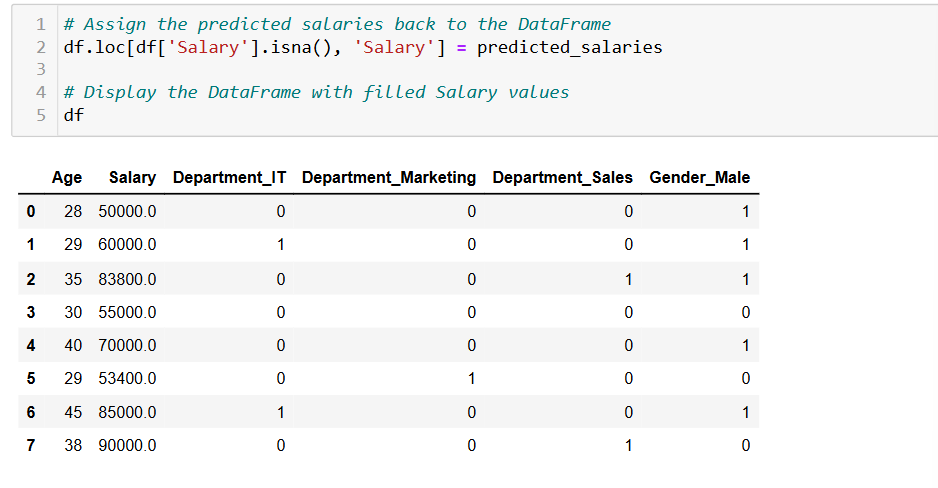 1 # Assign the predicted salaries back to the DataFrame
2 df.loc[df['Salary'].isna(), 'Salary'] = predicted_salaries
3
4 # Display the DataFrame with filled Salary values
5 df
Age Salary Department_IT Department_Marketing Department_Sales Gender_Male
0 28 50000.0 0 0 0 1
1 29 60000.0 1 0 0 1
2 35 83800.0 0 0 1 1
3 30 55000.0 0 0 0 0
4 40 70000.0 0 0 0 1
5 29 53400.0 0 1 0 0
6 45 85000.0 1 0 0 1
7 38 90000.0 0 0 1 0